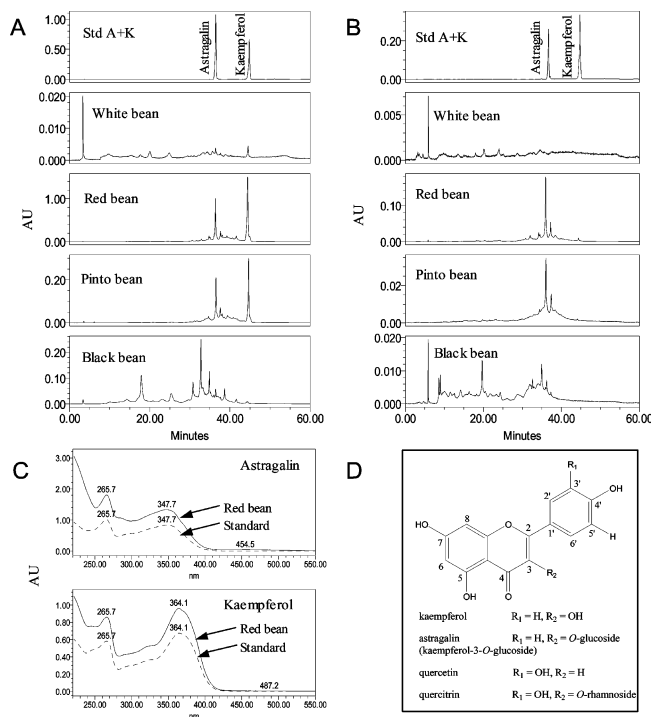 A
Std A+K
Astragalin
Kaempferol
1.00
0.50
0.00
White bean
0.020
0.010
0.000
Red bean
1.00
0.00
Pinto bean
0.20
0.00
Black bean
0.20
0.10
0.00
AU
0.00 20.00 40.00 60.00
Minutes
B
Std A+K
Astragalin
Kaempferol
0.20
0.00
White bean
0.005
0.000
Red bean
0.10
0.00
Pinto bean
0.02
0.00
Black bean
0.020
0.010
0.000
AU
0.00 20.00 40.00 60.00
Minutes
C
Astragalin
3.00
2.00
1.00
0.00
265.7
265.7
347.7
347.7
454.5
Red bean
Standard
220.00 250.00 300.00 350.00 400.00 450.00 500.00 550.00
nm
Kaempferol
1.00
0.80
0.60
0.40
0.20
0.00
265.7
265.7
364.1
364.1
487.2
Red bean
Standard
220.00 250.00 300.00 350.00 400.00 450.00 500.00 550.00
nm
AU
D
R1
3'
OH
4'
2'
5'
H
6'
1'
HO
8
7
O
2
6
5
4
3
R2
OH
O
kaempferol R1 = H, R2 = OH
astragalin R1 = H, R2 = O-glucoside
(kaempferol-3-O-glucoside)
quercetin R1 = OH, R2 = H
quercitrin R1 = OH, R2 = O-rhamnoside